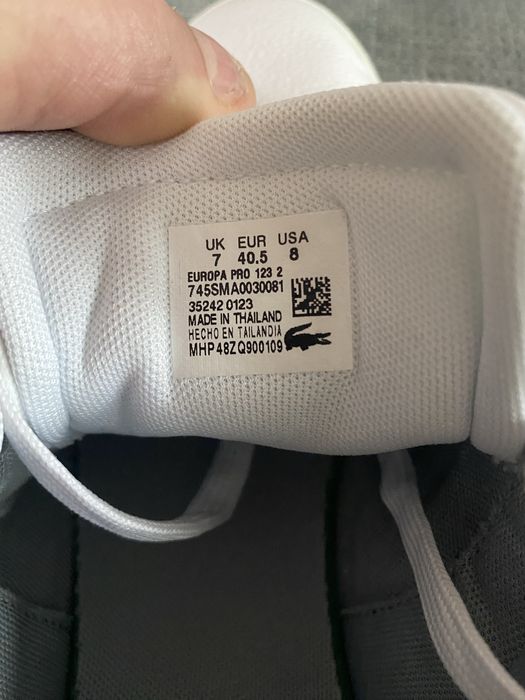 UK EUR USA
7 40.5 8
EUROPA PRO 123 2
745SMA0030081
35242 0123
MADE IN THAILAND
HECHO EN TAILANDIA
MHP48ZQ900109